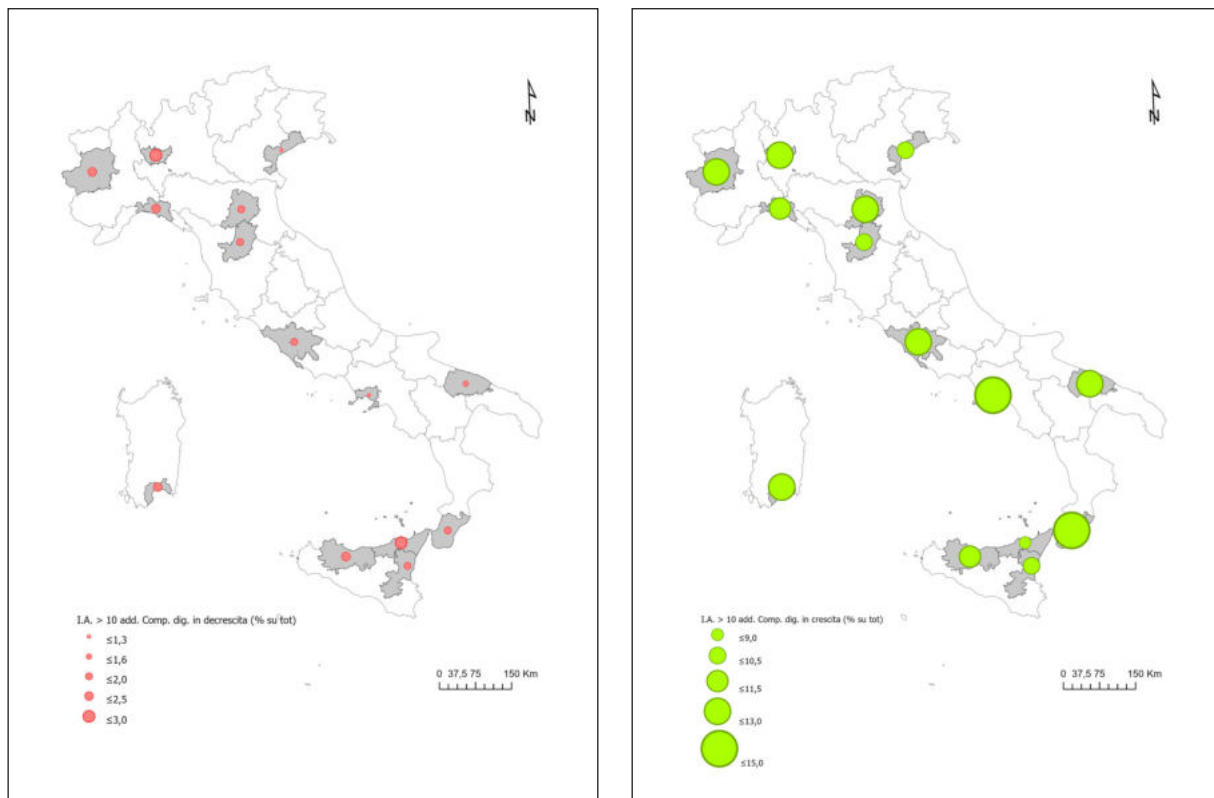 N
I.A. > 10 add. Comp. dig. in decrescita (% su tot)
≤1,3
≤1,6
≤2,0
≤2,5
≤3,0
0 37,5 75 150 Km
N
I.A. > 10 add. Comp. dig. in crescita (% su tot)
≤9,0
≤10,5
≤11,5
≤13,0
≤15,0
0 37,5 75 150 Km